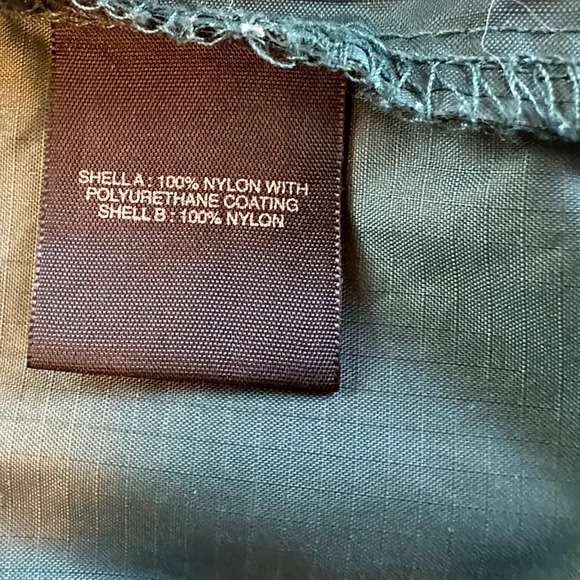 SHELL A : 100% NYLON WITH
POLYURETHANE COATING
SHELL B : 100% NYLON